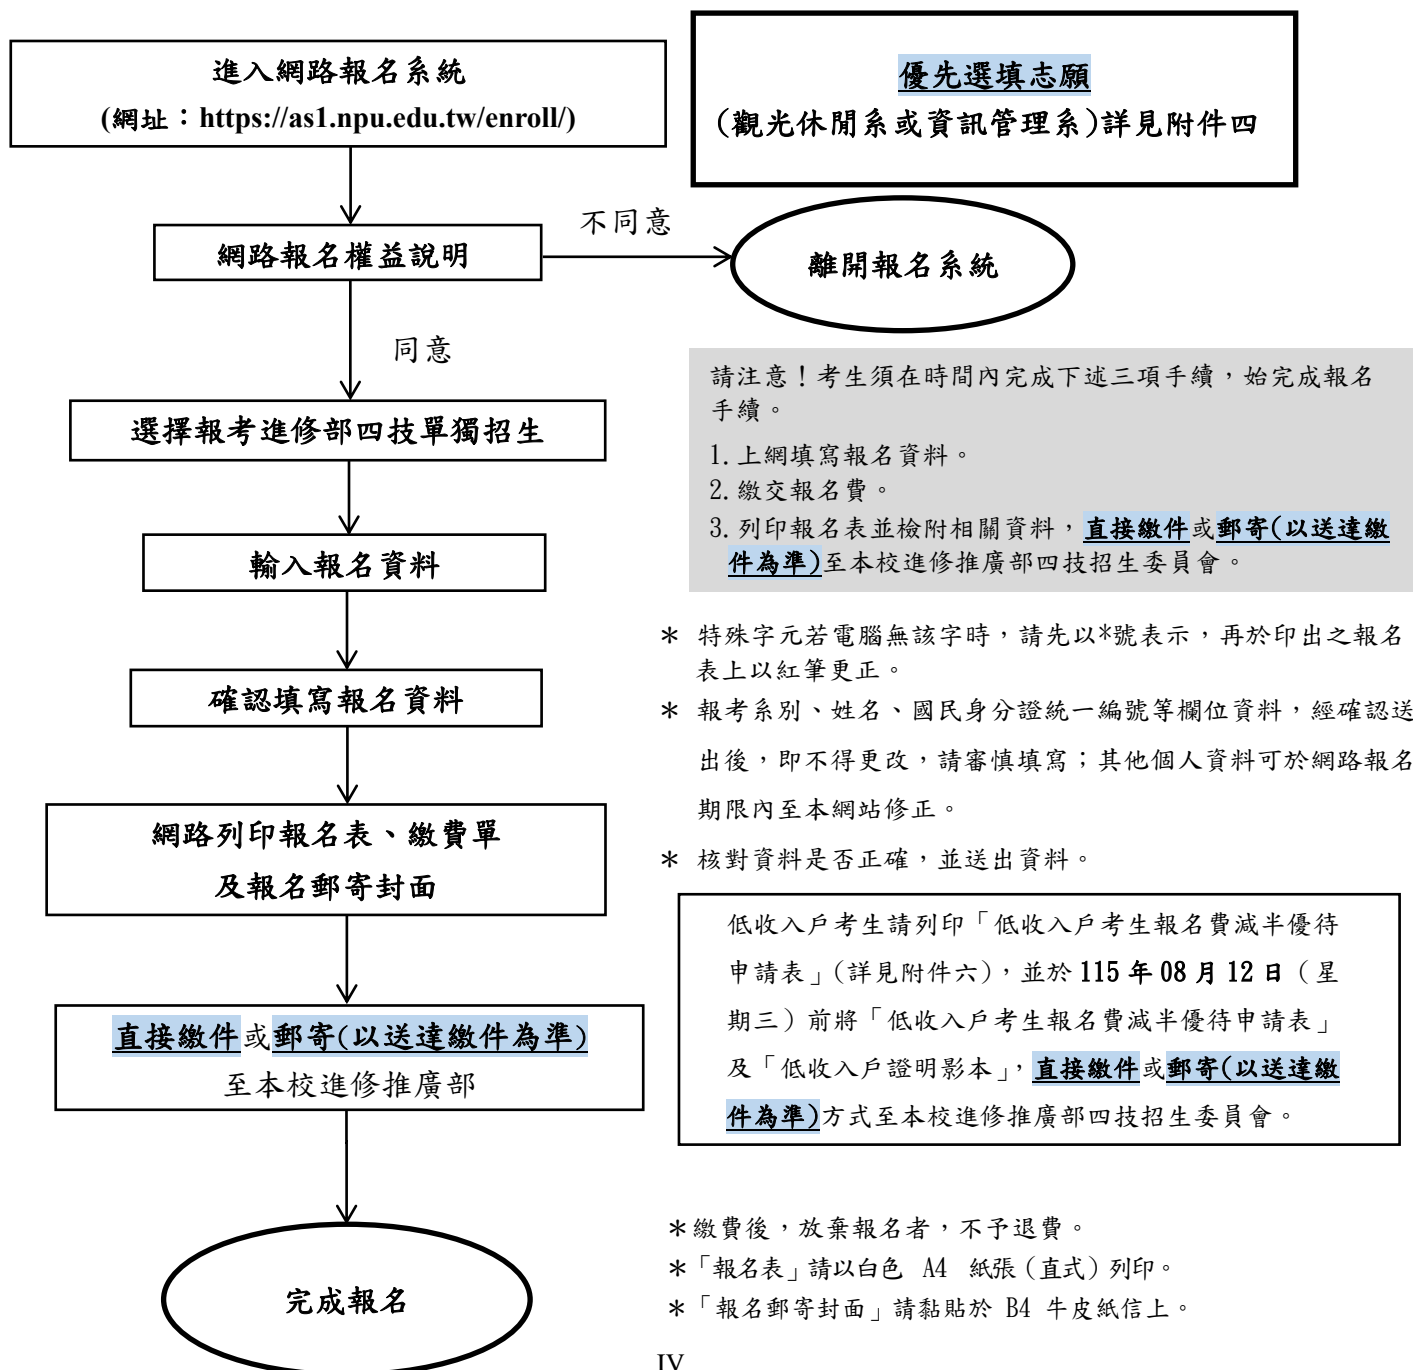 進入網路報名系統
(網址：https://as1.npu.edu.tw/enroll/)
優先選填志願
(觀光休閒系或資訊管理系)詳見附件四
網路報名權益說明
不同意
離開報名系統
同意
選擇報考進修部四技單獨招生
輸入報名資料
確認填寫報名資料
網路列印報名表、繳費單
及報名郵寄封面
直接繳件或郵寄(以送達繳件為準)
至本校進修推廣部
完成報名
請注意！考生須在時間內完成下述三項手續，始完成報名
手續。
1.上網填寫報名資料。
2.繳交報名費。
3.列印報名表並檢附相關資料，直接繳件或郵寄(以送達繳
件為準)至本校進修推廣部四技招生委員會。
＊ 特殊字元若電腦無該字時，請先以*號表示，再於印出之報名
表上以紅筆更正。
＊ 報考系別、姓名、國民身分證統一編號等欄位資料，經確認送
出後，即不得更改，請審慎填寫；其他個人資料可於網路報名
期限內至本網站修正。
＊ 核對資料是否正確，並送出資料。
低收入戶考生請列印「低收入戶考生報名費減半優待
申請表」(詳見附件六)，並於 115 年 08 月 12 日（星
期三）前將「低收入戶考生報名費減半優待申請表」
及「低收入戶證明影本」，直接繳件或郵寄(以送達繳
件為準)方式至本校進修推廣部四技招生委員會。
＊繳費後，放棄報名者，不予退費。
＊「報名表」請以白色 A4 紙張（直式）列印。
＊「報名郵寄封面」請黏貼於 B4 牛皮紙信上。
IV